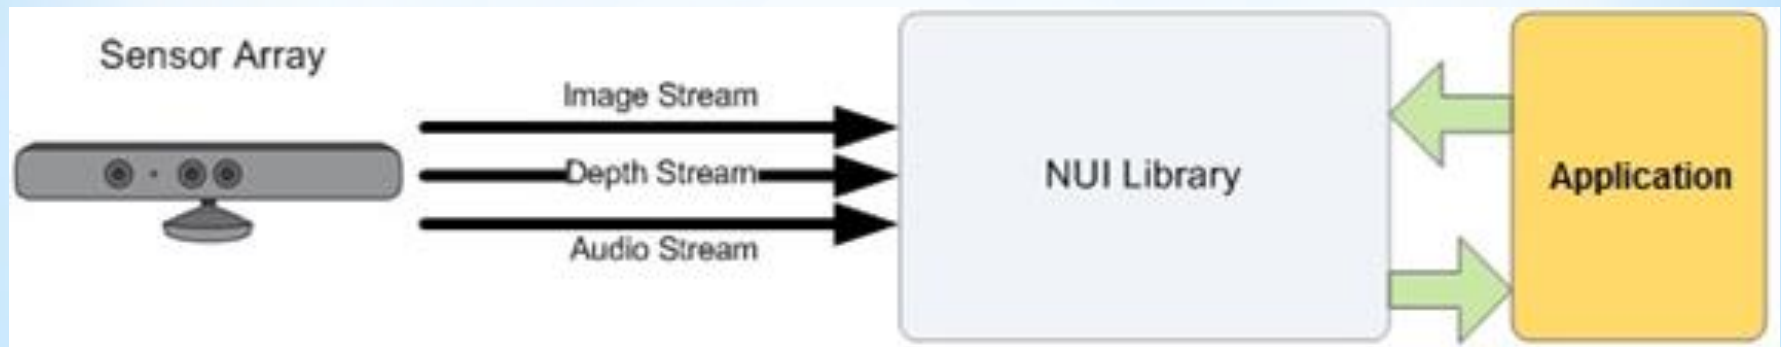 Sensor Array
Image Stream
Depth Stream
Audio Stream
NUI Library
Application